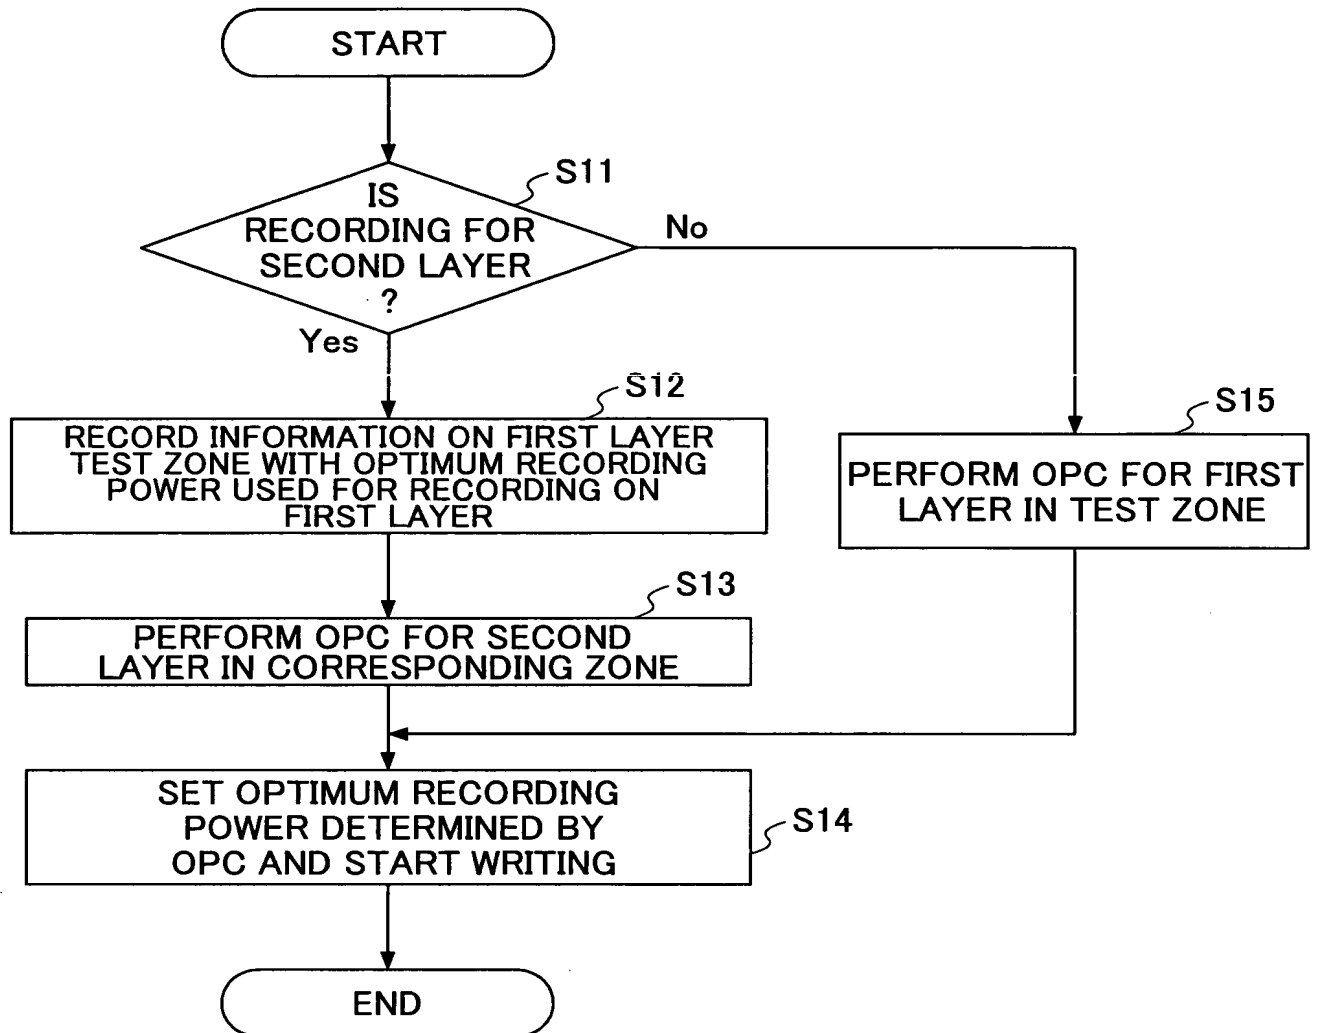 START
S11
IS
RECORDING FOR
SECOND LAYER
?
No
Yes
S12
RECORD INFORMATION ON FIRST LAYER
TEST ZONE WITH OPTIMUM RECORDING
POWER USED FOR RECORDING ON
FIRST LAYER
S15
PERFORM OPC FOR FIRST
LAYER IN TEST ZONE
S13
PERFORM OPC FOR SECOND
LAYER IN CORRESPONDING ZONE
SET OPTIMUM RECORDING
POWER DETERMINED BY
OPC AND START WRITING
S14
END